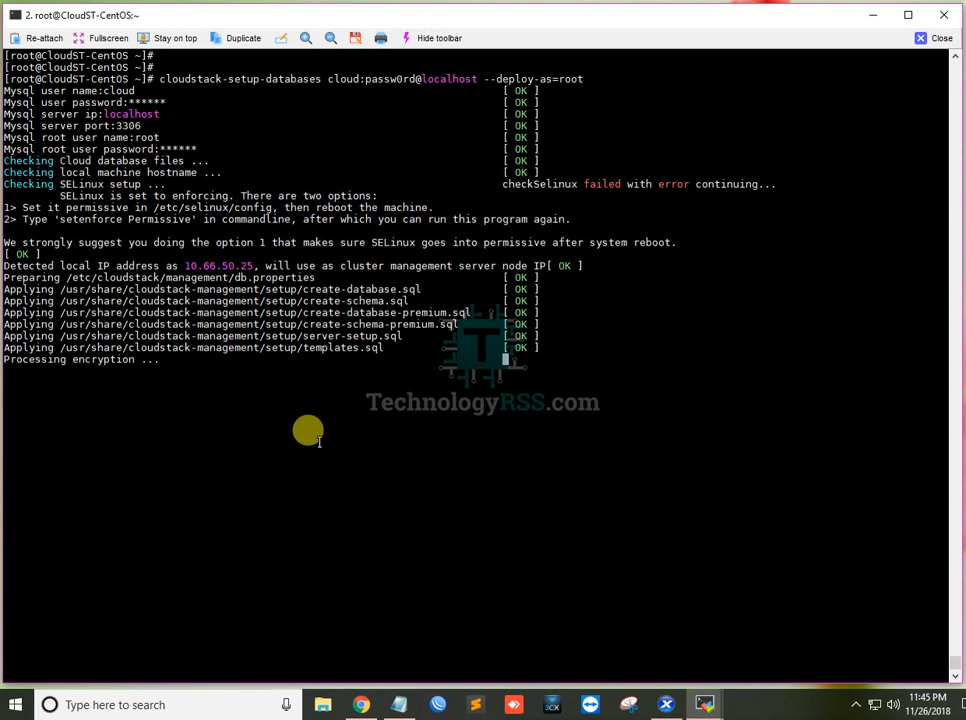 2. root@CloudST-CentOS:~
Re-attach Fullscreen Stay on top Duplicate Hide toolbar Close
[root@CloudST-CentOS ~]#
[root@CloudST-CentOS ~]#
[root@CloudST-CentOS ~]# cloudstack-setup-databases cloud:passw0rd@localhost --deploy-as=root
Mysql user name:cloud [ OK ]
Mysql user password:****** [ OK ]
Mysql server ip:localhost [ OK ]
Mysql server port:3306 [ OK ]
Mysql root user name:root [ OK ]
Mysql root user password:****** [ OK ]
Checking Cloud database files ... [ OK ]
Checking local machine hostname ... [ OK ]
Checking SELinux setup ... checkSelinux failed with error continuing...
SELinux is set to enforcing. There are two options:
1> Set it permissive in /etc/selinux/config, then reboot the machine.
2> Type 'setenforce Permissive' in commandline, after which you can run this program again.
We strongly suggest you doing the option 1 that makes sure SELinux goes into permissive after system reboot.
[ OK ]
Detected local IP address as 10.66.50.25, will use as cluster management server node IP[ OK ]
Preparing /etc/cloudstack/management/db.properties [ OK ]
Applying /usr/share/cloudstack-management/setup/create-database.sql [ OK ]
Applying /usr/share/cloudstack-management/setup/create-schema.sql [ OK ]
Applying /usr/share/cloudstack-management/setup/create-database-premium.sql [ OK ]
Applying /usr/share/cloudstack-management/setup/create-schema-premium.sql [ OK ]
Applying /usr/share/cloudstack-management/setup/server-setup.sql [ OK ]
Applying /usr/share/cloudstack-management/setup/templates.sql [ OK ]
Processing encryption ...
T
TechnologyRSS.com
Type here to search
3CX
11:45 PM
11/26/2018